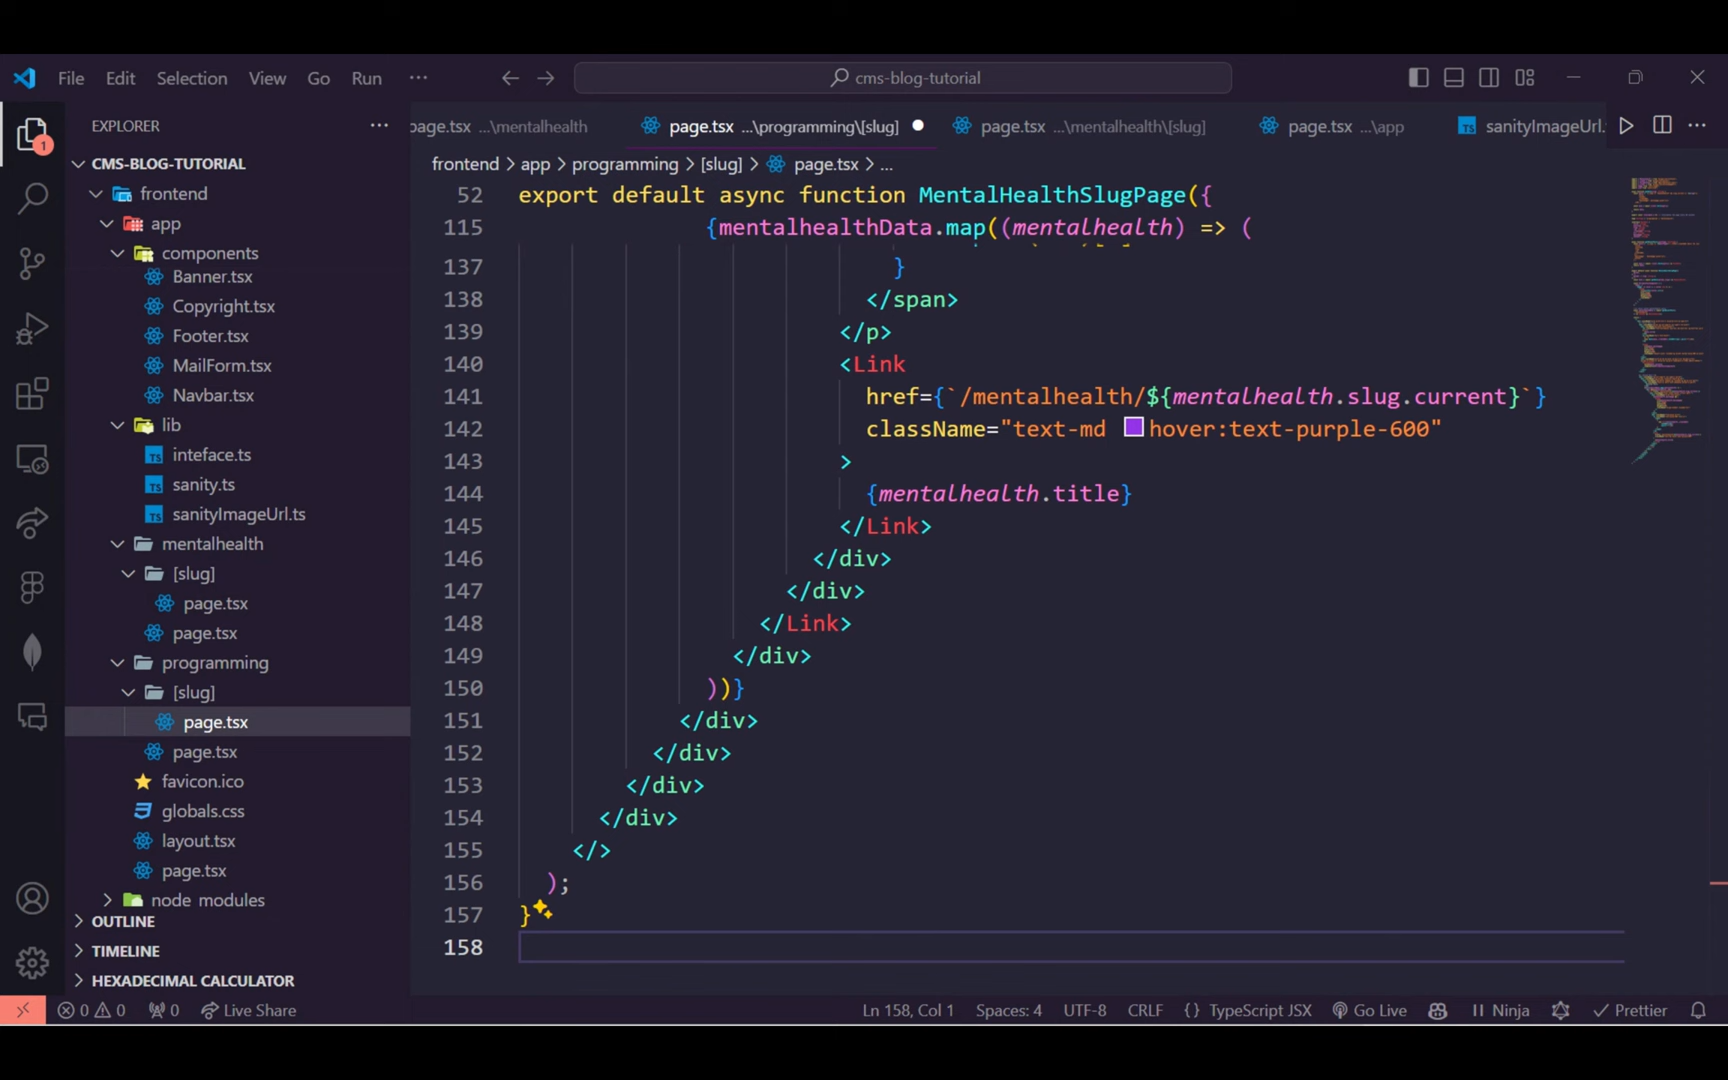 File Edit Selection View Go Run ··· cms-blog-tutorial
EXPLORER ···
page.tsx ...\mentalhealth page.tsx ...\programming\[slug] page.tsx ...\mentalhealth\[slug] page.tsx ...\app sanityImageUrl.
CMS-BLOG-TUTORIAL
frontend
app
components
Banner.tsx
Copyright.tsx
Footer.tsx
MailForm.tsx
Navbar.tsx
lib
inteface.ts
sanity.ts
sanityImageUrl.ts
mentalhealth
[slug]
page.tsx
page.tsx
programming
[slug]
page.tsx
page.tsx
favicon.ico
globals.css
layout.tsx
page.tsx
node modules
OUTLINE
TIMELINE
HEXADECIMAL CALCULATOR
1
frontend > app > programming > [slug] > page.tsx > ...
52 export default async function MentalHealthSlugPage({
115 {mentalhealthData.map((mentalhealth) => (
137 }
138 </span>
139 </p>
140 <Link
141 href={`/mentalhealth/${mentalhealth.slug.current}`}
142 className="text-md hover:text-purple-600"
143 >
144 {mentalhealth.title}
145 </Link>
146 </div>
147 </div>
148 </Link>
149 </div>
150 ))}
151 </div>
152 </div>
153 </div>
154 </div>
155 </>
156 );
157 }
158
0 0 0 Live Share Ln 158, Col 1 Spaces: 4 UTF-8 CRLF {} TypeScript JSX Go Live Ninja Prettier